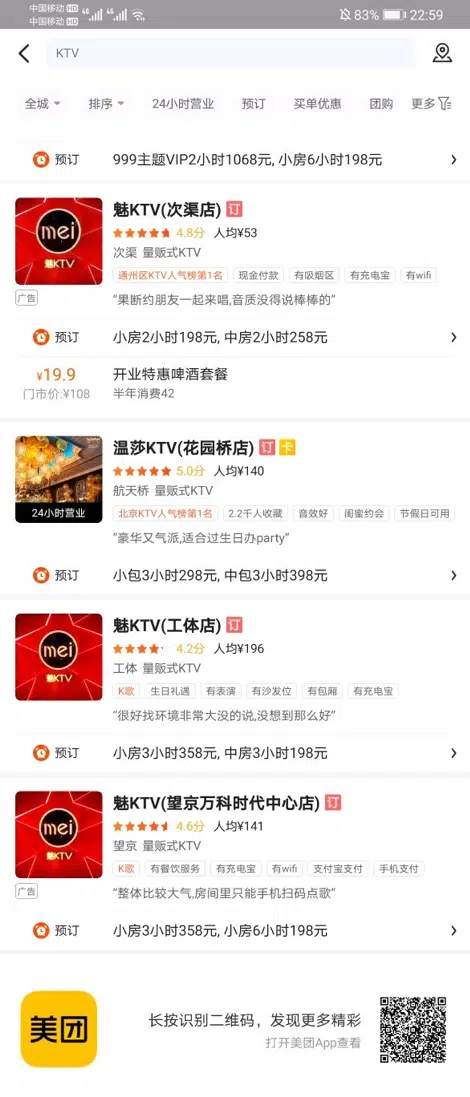 中国移动 HD
中国移动 HD
83% 22:59
KTV
全城 排序 24小时营业 预订 买单优惠 团购 更多
预订 999主题VIP2小时1068元, 小房6小时198元
mei
魅KTV
广告
魅KTV(次渠店) 订
4.8分 人均¥53
次渠 量贩式KTV
通州区KTV人气榜第1名 现金付款 有吸烟区 有充电宝 有wifi
“果断约朋友一起来唱,音质没得说棒棒的”
预订 小房2小时198元, 中房2小时258元
¥19.9 开业特惠啤酒套餐
门市价:¥108 半年消费42
24小时营业
温莎KTV(花园桥店) 订 卡
5.0分 人均¥140
航天桥 量贩式KTV
北京KTV人气榜第1名 2.2千人收藏 音效好 闺蜜约会 节假日可用
“豪华又气派,适合过生日办party”
预订 小包3小时298元, 中包3小时398元
mei
魅KTV
魅KTV(工体店) 订
4.2分 人均¥196
工体 量贩式KTV
K歌 生日礼遇 有表演 有沙发位 有包厢 有充电宝
“很好找环境非常大没的说,没想到那么好”
预订 小房3小时358元, 中房3小时198元
mei
魅KTV
广告
魅KTV(望京万科时代中心店) 订
4.6分 人均¥141
望京 量贩式KTV
K歌 有餐饮服务 有充电宝 有wifi 支付宝支付 手机支付
“整体比较大气,房间里只能手机扫码点歌”
预订 小房3小时358元, 小房6小时198元
美团
长按识别二维码，发现更多精彩
打开美团App查看